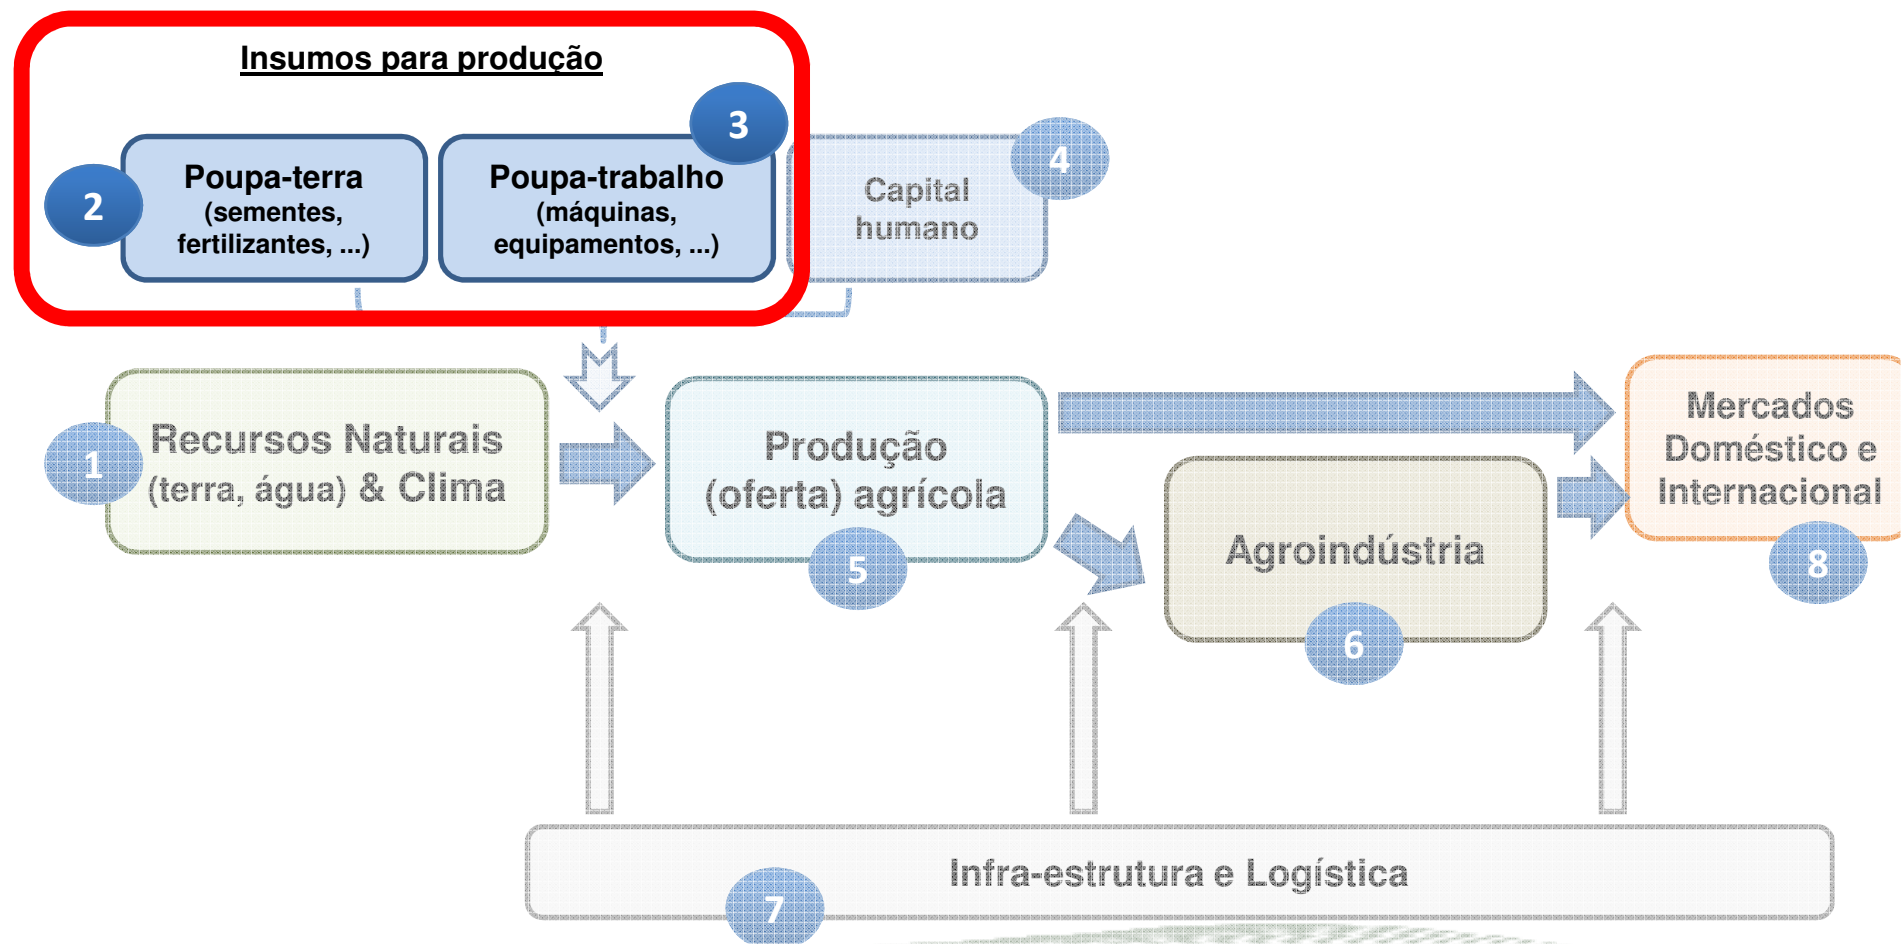 Insumos para produção
3
2
Poupa-terra
(sementes,
fertilizantes, ...)
Poupa-trabalho
(máquinas,
equipamentos, ...)
4
Capital
humano
1
Recursos Naturais
(terra, água) & Clima
Produção
(oferta) agrícola
5
Agroindústria
6
Mercados
Doméstico e
Internacional
8
Infra-estrutura e Logística
7